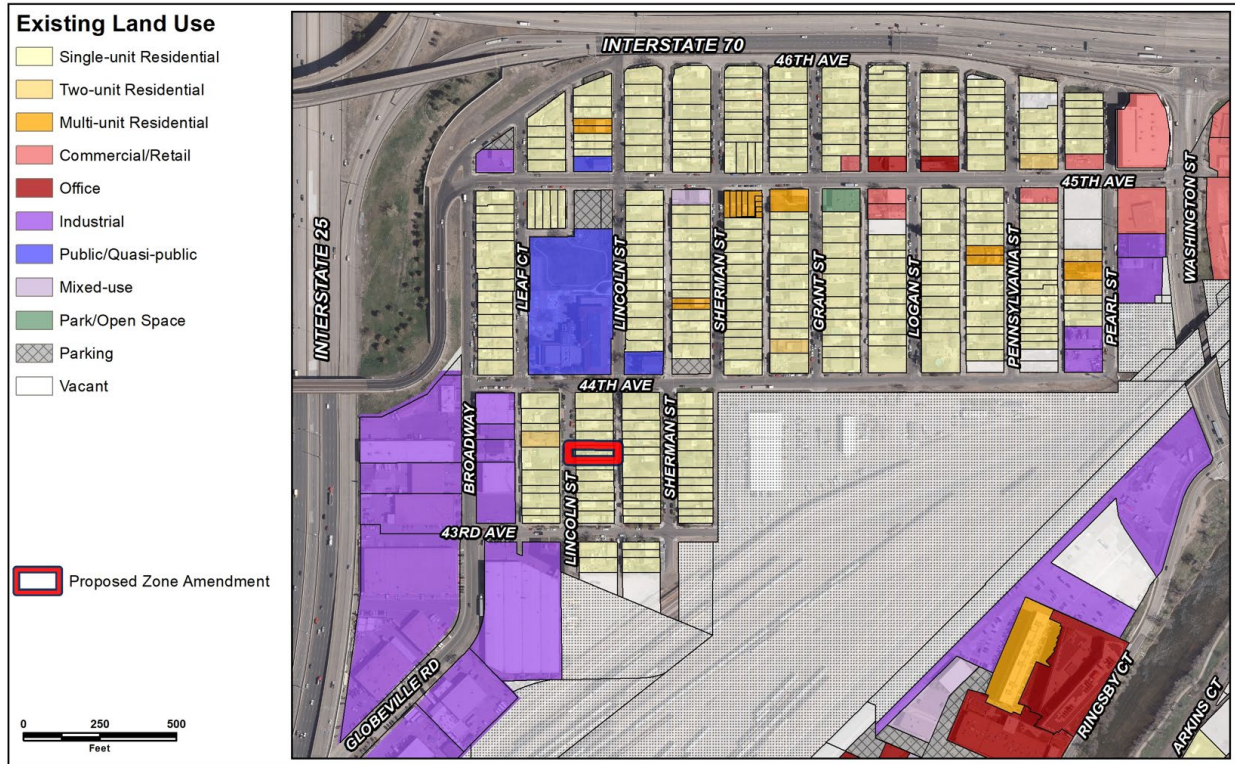 Existing Land Use
Single-unit Residential
Two-unit Residential
Multi-unit Residential
Commercial/Retail
Office
Industrial
Public/Quasi-public
Mixed-use
Park/Open Space
Parking
Vacant
Proposed Zone Amendment
0 250 500
Feet
INTERSTATE 70
46TH AVE
45TH AVE
WASHINGTON ST
INTERSTATE 25
LEAF CT
LINCOLN ST
SHERMAN ST
GRANT ST
LOGAN ST
PENNSYLVANIA ST
PEARL ST
44TH AVE
BROADWAY
LINCOLN ST
SHERMAN ST
43RD AVE
GLOBEVILLE RD
RINGSBY CT
ARKINS CT